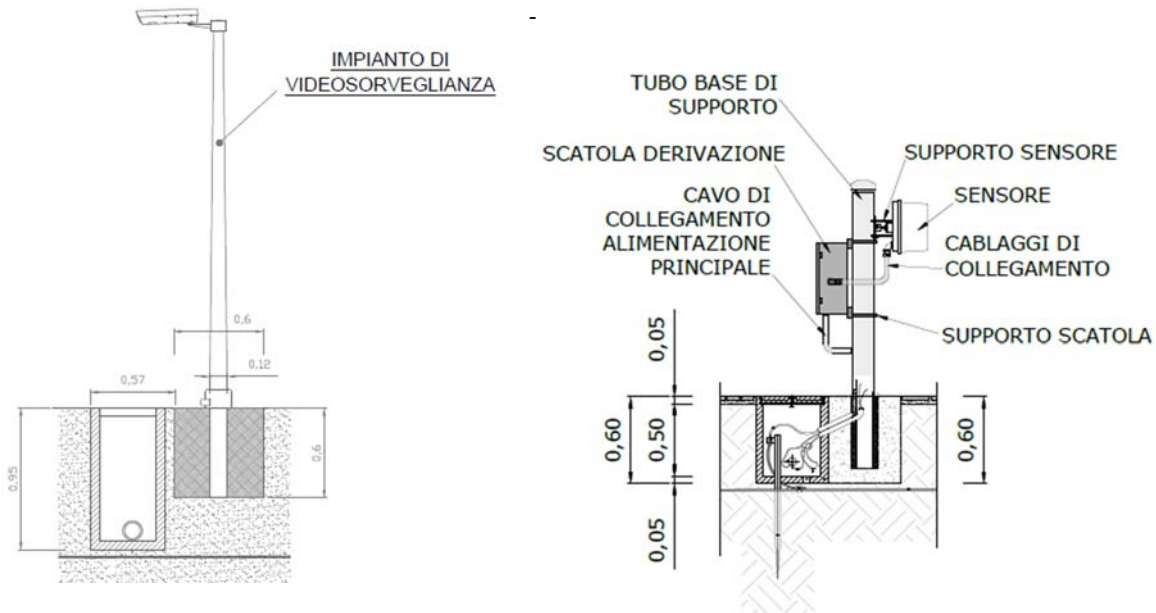 IMPIANTO DI
VIDEOSORVEGLIANZA
0.6
0.12
0,57
0,95
0.6
-
TUBO BASE DI
SUPPORTO
SCATOLA DERIVAZIONE
SUPPORTO SENSORE
CAVO DI
COLLEGAMENTO
ALIMENTAZIONE
PRINCIPALE
SENSORE
CABLAGGI DI
COLLEGAMENTO
SUPPORTO SCATOLA
0,05
0,60
0,50
0,60
0,05